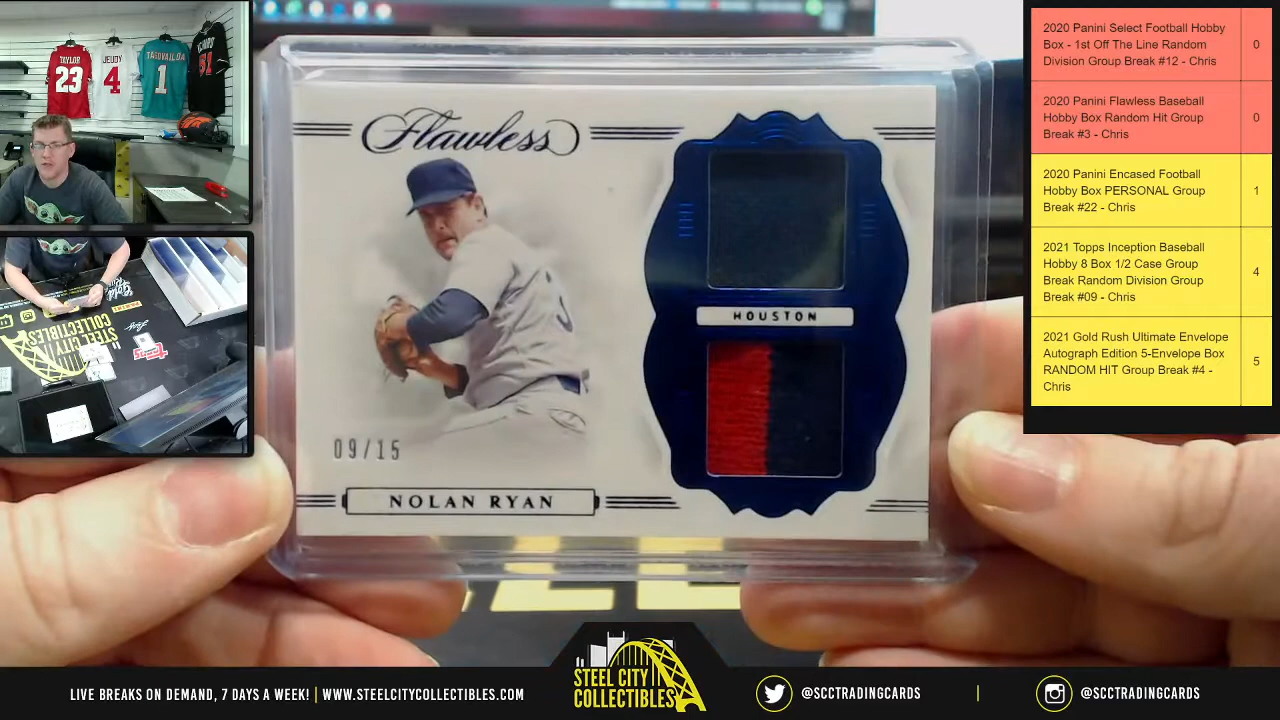 TAYLOR
23
JEUDY
4
TAGOVAILOA
1
STEEL CITY
COLLECTIBLES
Flawless
HOUSTON
09/15
NOLAN RYAN
2020 Panini Select Football Hobby
Box - 1st Off The Line Random
Division Group Break #12 - Chris
0
2020 Panini Flawless Baseball
Hobby Box Random Hit Group
Break #3 - Chris
0
2020 Panini Encased Football
Hobby Box PERSONAL Group
Break #22 - Chris
1
2021 Topps Inception Baseball
Hobby 8 Box 1/2 Case Group
Break Random Division Group
Break #09 - Chris
4
2021 Gold Rush Ultimate Envelope
Autograph Edition 5-Envelope Box
RANDOM HIT Group Break #4 -
Chris
5
LIVE BREAKS ON DEMAND, 7 DAYS A WEEK! | WWW.STEELCITYCOLLECTIBLES.COM
STEEL CITY
COLLECTIBLES
@SCCTRADINGCARDS
@SCCTRADINGCARDS